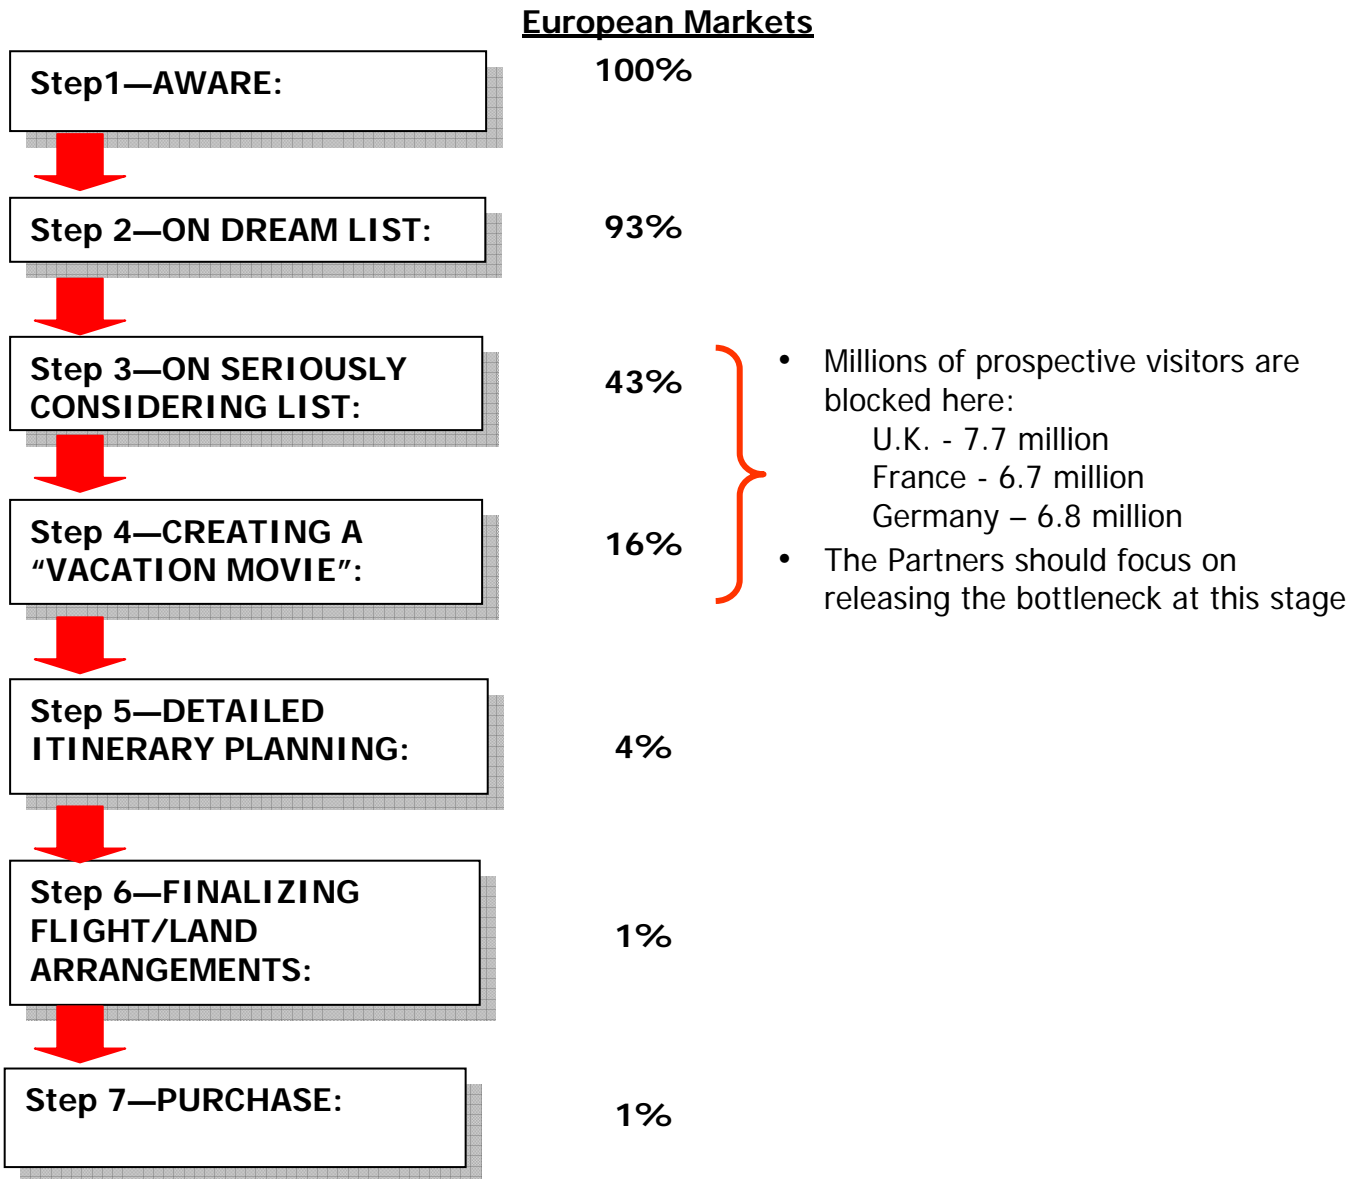 European Markets
Step1—AWARE:
100%
Step 2—ON DREAM LIST:
93%
Step 3—ON SERIOUSLY
CONSIDERING LIST:
43%
• Millions of prospective visitors are
blocked here:
U.K. - 7.7 million
France - 6.7 million
Germany – 6.8 million
• The Partners should focus on
releasing the bottleneck at this stage
Step 4—CREATING A
“VACATION MOVIE”:
16%
Step 5—DETAILED
ITINERARY PLANNING:
4%
Step 6—FINALIZING
FLIGHT/LAND
ARRANGEMENTS:
1%
Step 7—PURCHASE:
1%